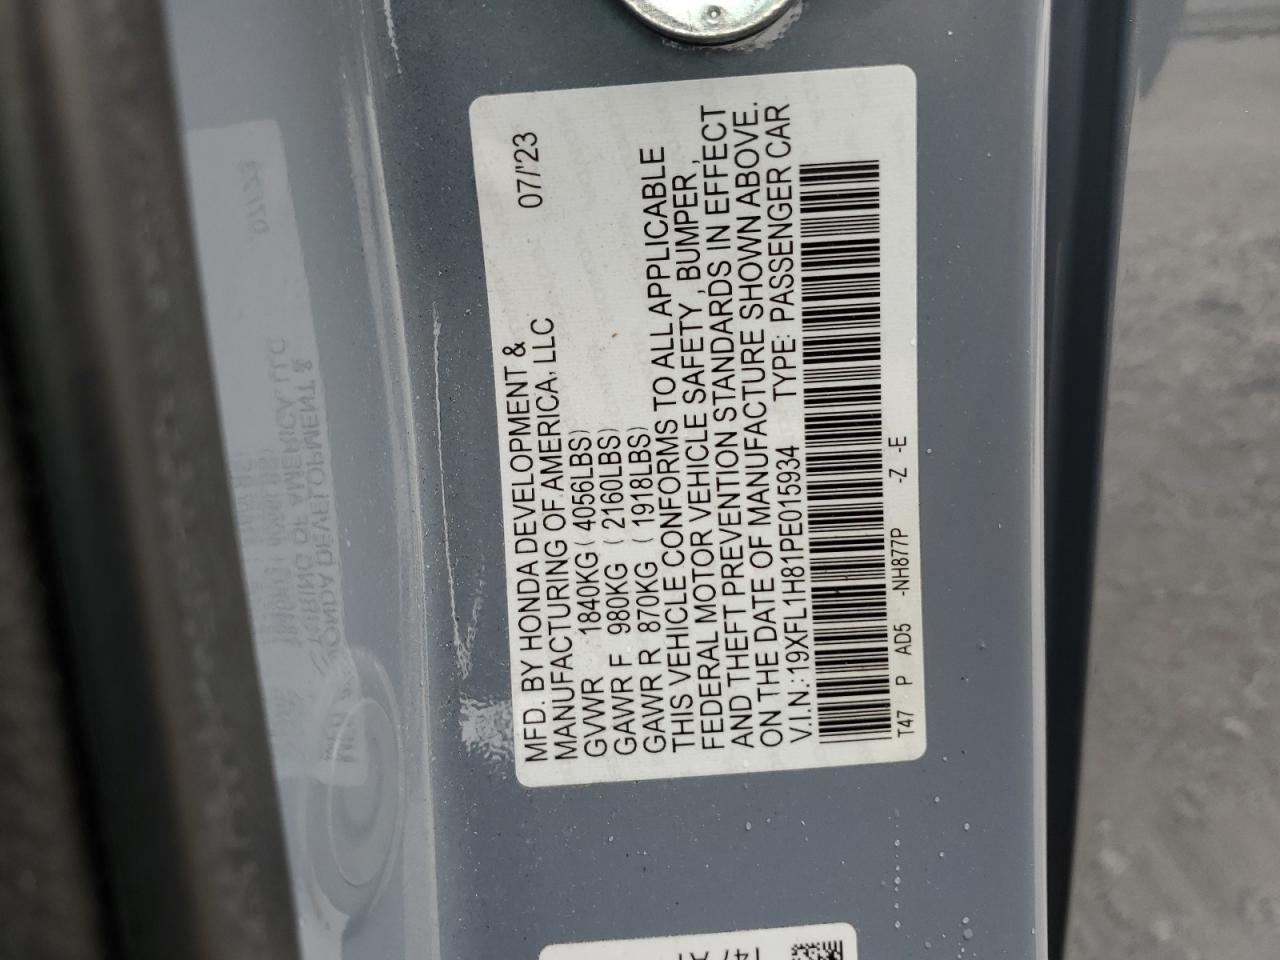 MFD. BY HONDA DEVELOPMENT & 07/'23
MANUFACTURING OF AMERICA, LLC
GVWR 1840KG ( 4056LBS)
GAWR F 980KG ( 2160LBS)
GAWR R 870KG ( 1918LBS)
THIS VEHICLE CONFORMS TO ALL APPLICABLE
FEDERAL MOTOR VEHICLE SAFETY , BUMPER ,
AND THEFT PREVENTION STANDARDS IN EFFECT
ON THE DATE OF MANUFACTURE SHOWN ABOVE.
V.I.N.: 19XFL1H81PE015934 TYPE: PASSENGER CAR
T47 P AD5 -NH877P -Z -E